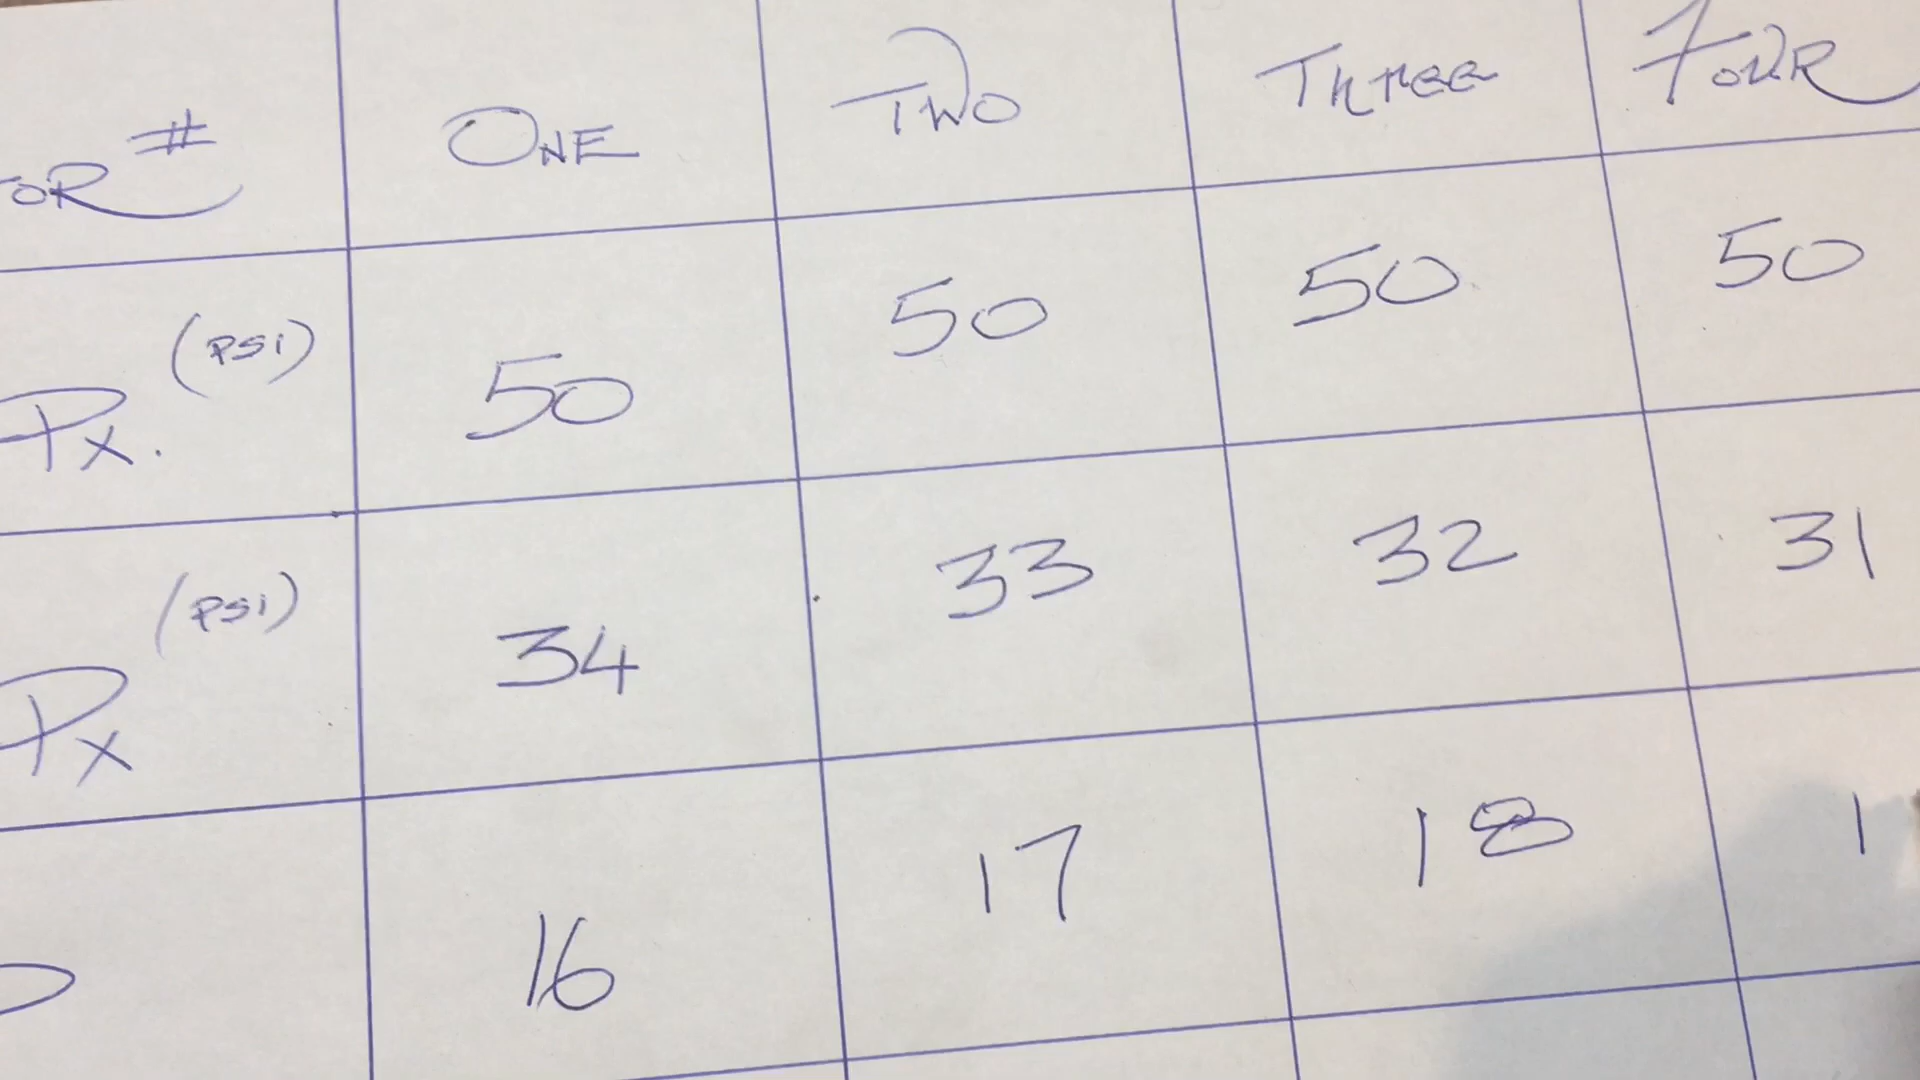 OR # ONE TWO THREE FOUR
(PSI)
Px. 50 50 50 50
(PSI)
Px 34 33 32 31
16 17 18 1